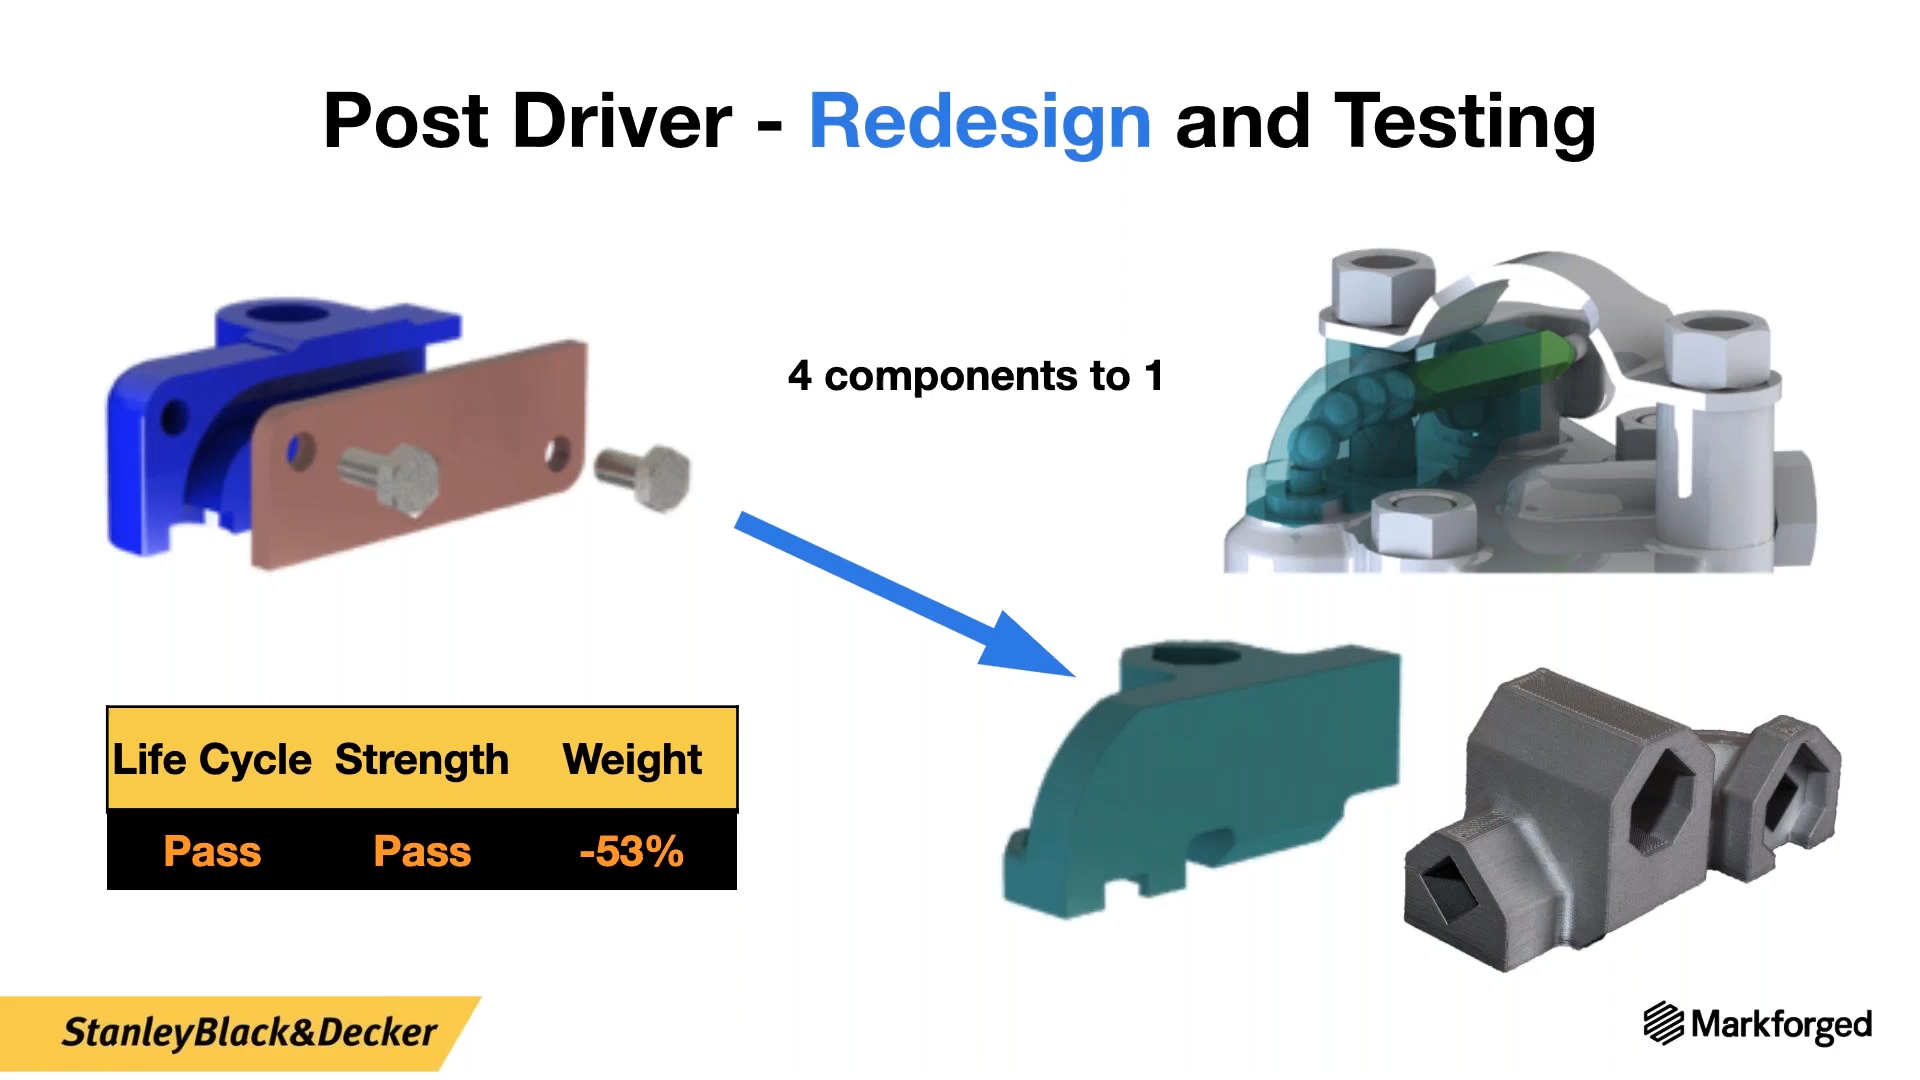 Post Driver - Redesign and Testing
4 components to 1
Life Cycle Strength Weight
Pass Pass -53%
StanleyBlack&Decker
Markforged